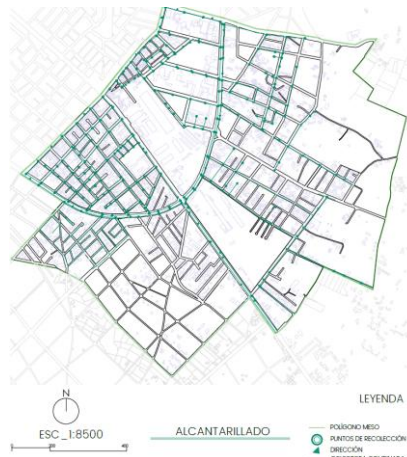 N
ESC_1:8500
ALCANTARILLADO
LEYENDA
POLÍGONO MESO
PUNTOS DE RECOLECCIÓN
DIRECCIÓN